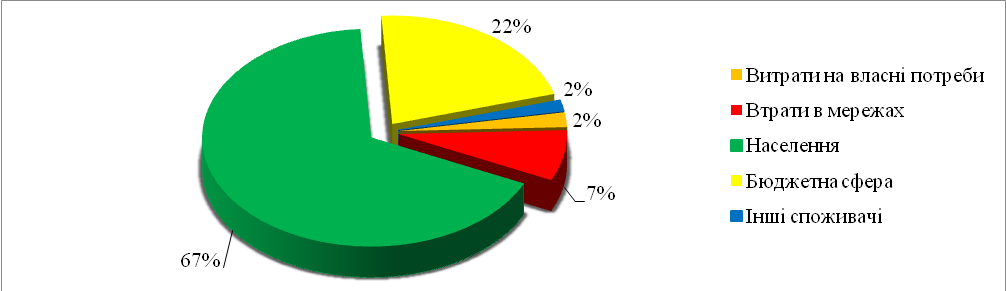 22%
2%
2%
7%
67%
Витрати на власні потреби
Втрати в мережах
Населення
Бюджетна сфера
Інші споживачі